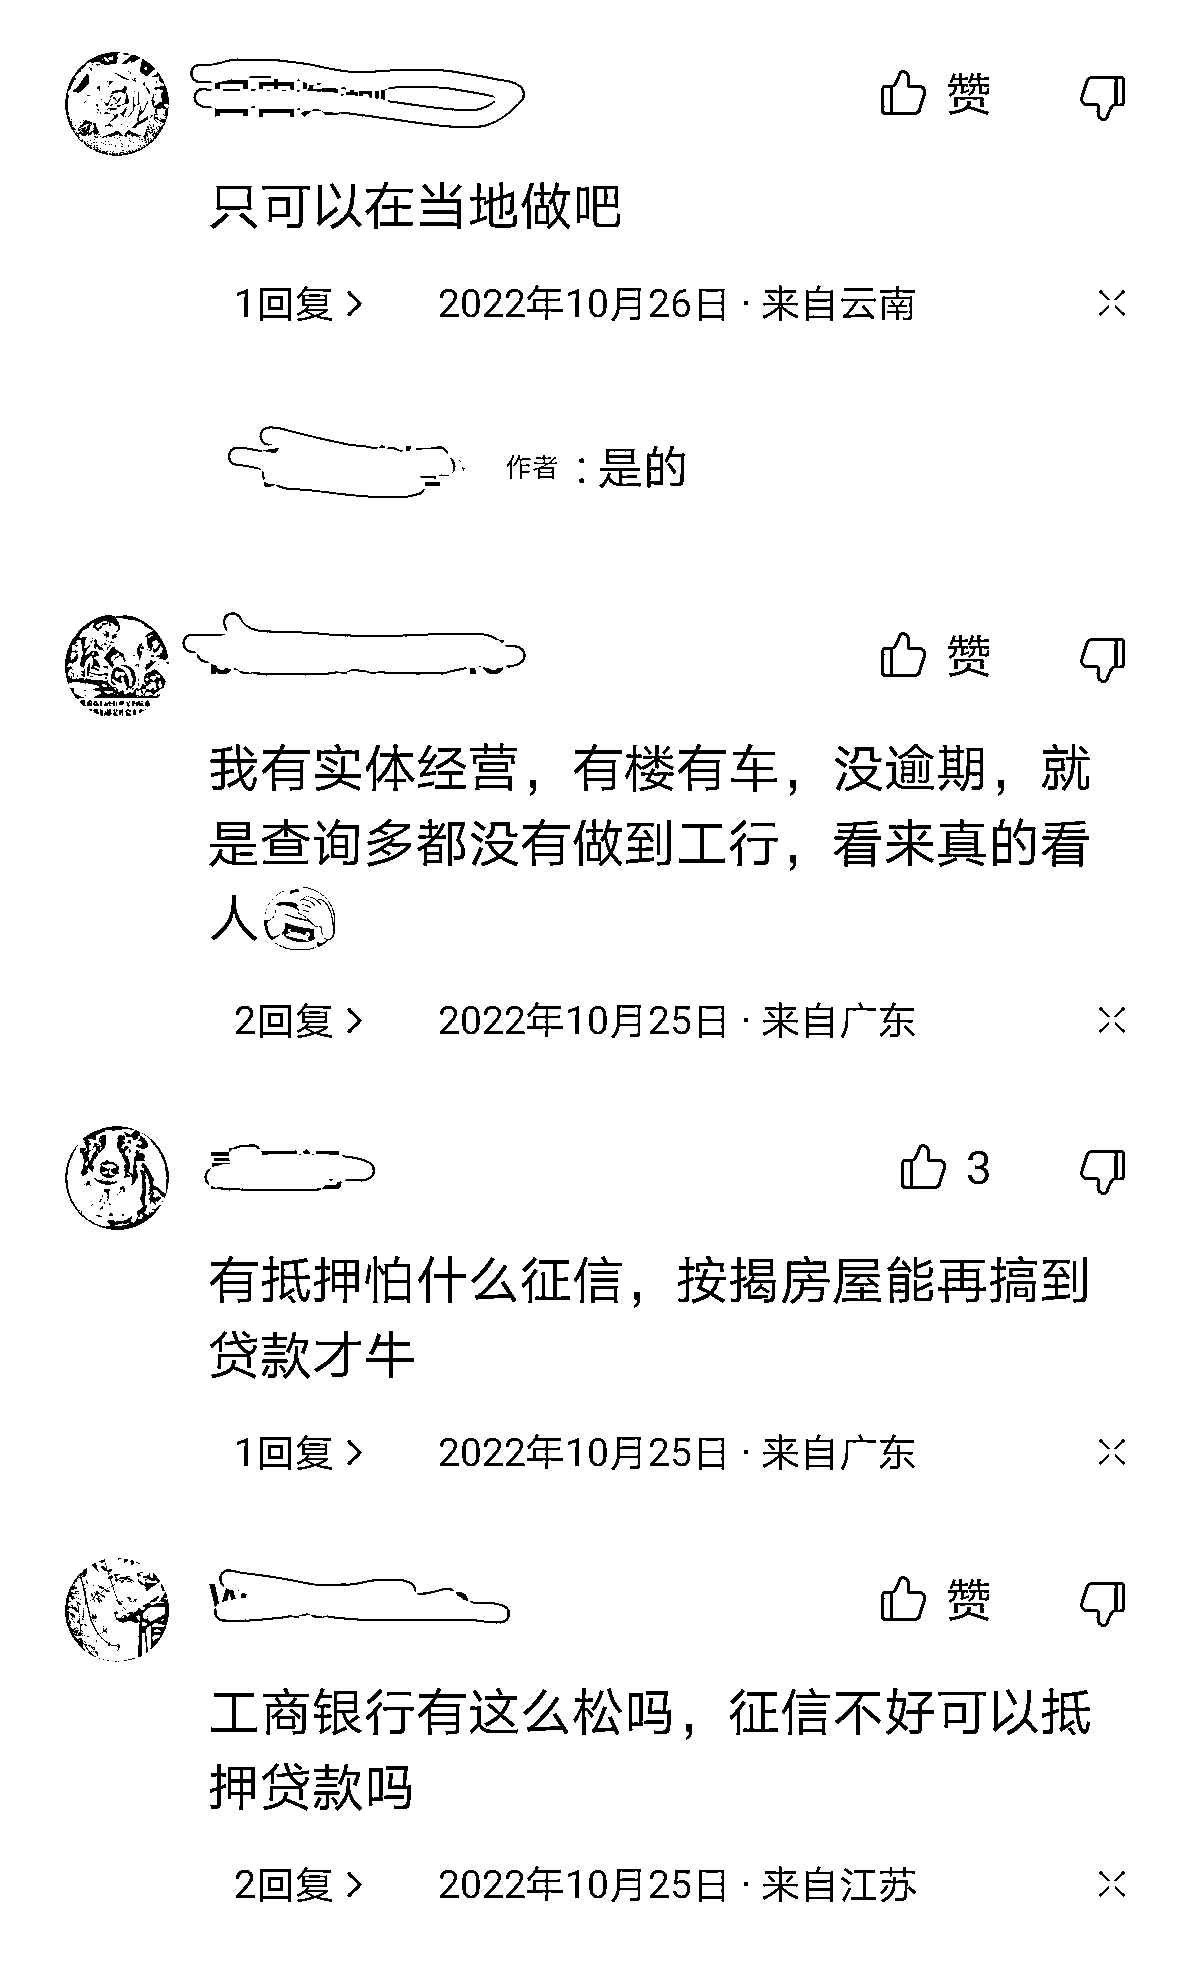 赞
只可以在当地做吧
1回复 2022年10月26日 · 来自云南
作者 : 是的
赞
我有实体经营，有楼有车，没逾期，就
是查询多都没有做到工行，看来真的看
人
2回复 2022年10月25日 · 来自广东
3
有抵押怕什么征信，按揭房屋能再搞到
贷款才牛
1回复 2022年10月25日 · 来自广东
赞
工商银行有这么松吗，征信不好可以抵
押贷款吗
2回复 2022年10月25日 · 来自江苏